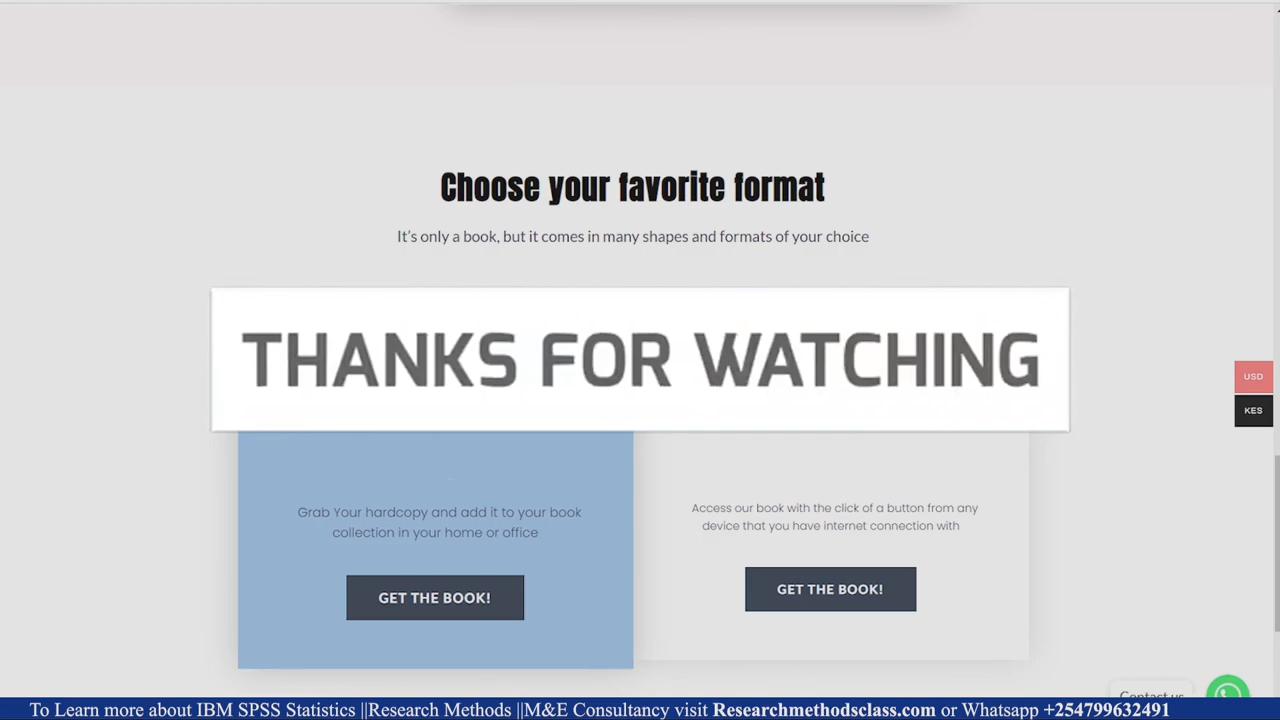 Choose your favorite format
It's only a book, but it comes in many shapes and formats of your choice
THANKS FOR WATCHING
USD
KES
Grab Your hardcopy and add it to your book
collection in your home or office
GET THE BOOK!
Access our book with the click of a button from any
device that you have internet connection with
GET THE BOOK!
Contact us
To Learn more about IBM SPSS Statistics ||Research Methods ||M&E Consultancy visit Researchmethodsclass.com or Whatsapp +254799632491